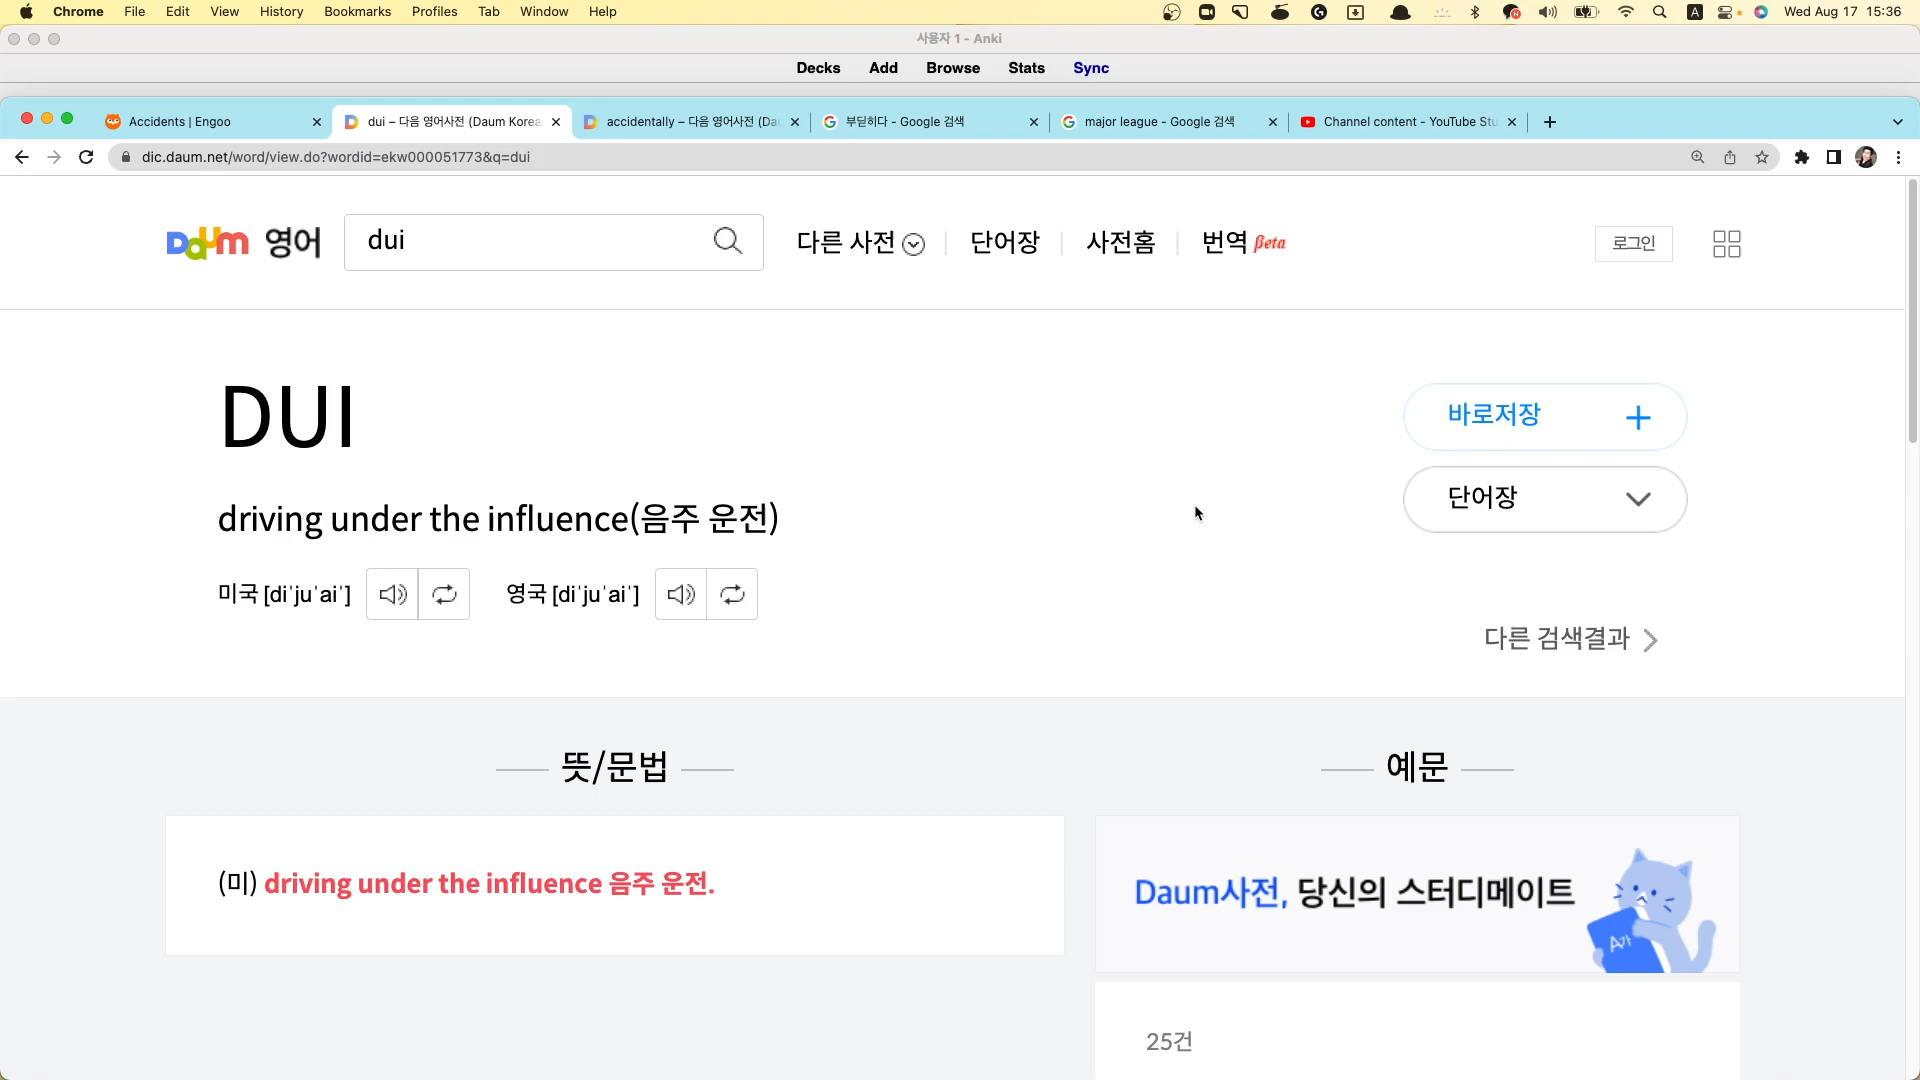 Chrome File Edit View History Bookmarks Profiles Tab Window Help Wed Aug 17 15:36
사용자 1 - Anki
Decks Add Browse Stats Sync
Accidents | Engoo
dui – 다음 영어사전 (Daum Korea
accidentally – 다음 영어사전 (Da
부딛히다 - Google 검색
major league - Google 검색
Channel content - YouTube Stu
dic.daum.net/word/view.do?wordid=ekw000051773&q=dui
Daum 영어 dui 다른 사전 단어장 사전홈 번역 Beta 로그인
DUI
바로저장
단어장
driving under the influence(음주 운전)
미국 [diˈjuˈaiˈ] 영국 [diˈjuˈaiˈ]
다른 검색결과
뜻/문법
예문
(미) driving under the influence 음주 운전.
Daum사전, 당신의 스터디메이트
25건